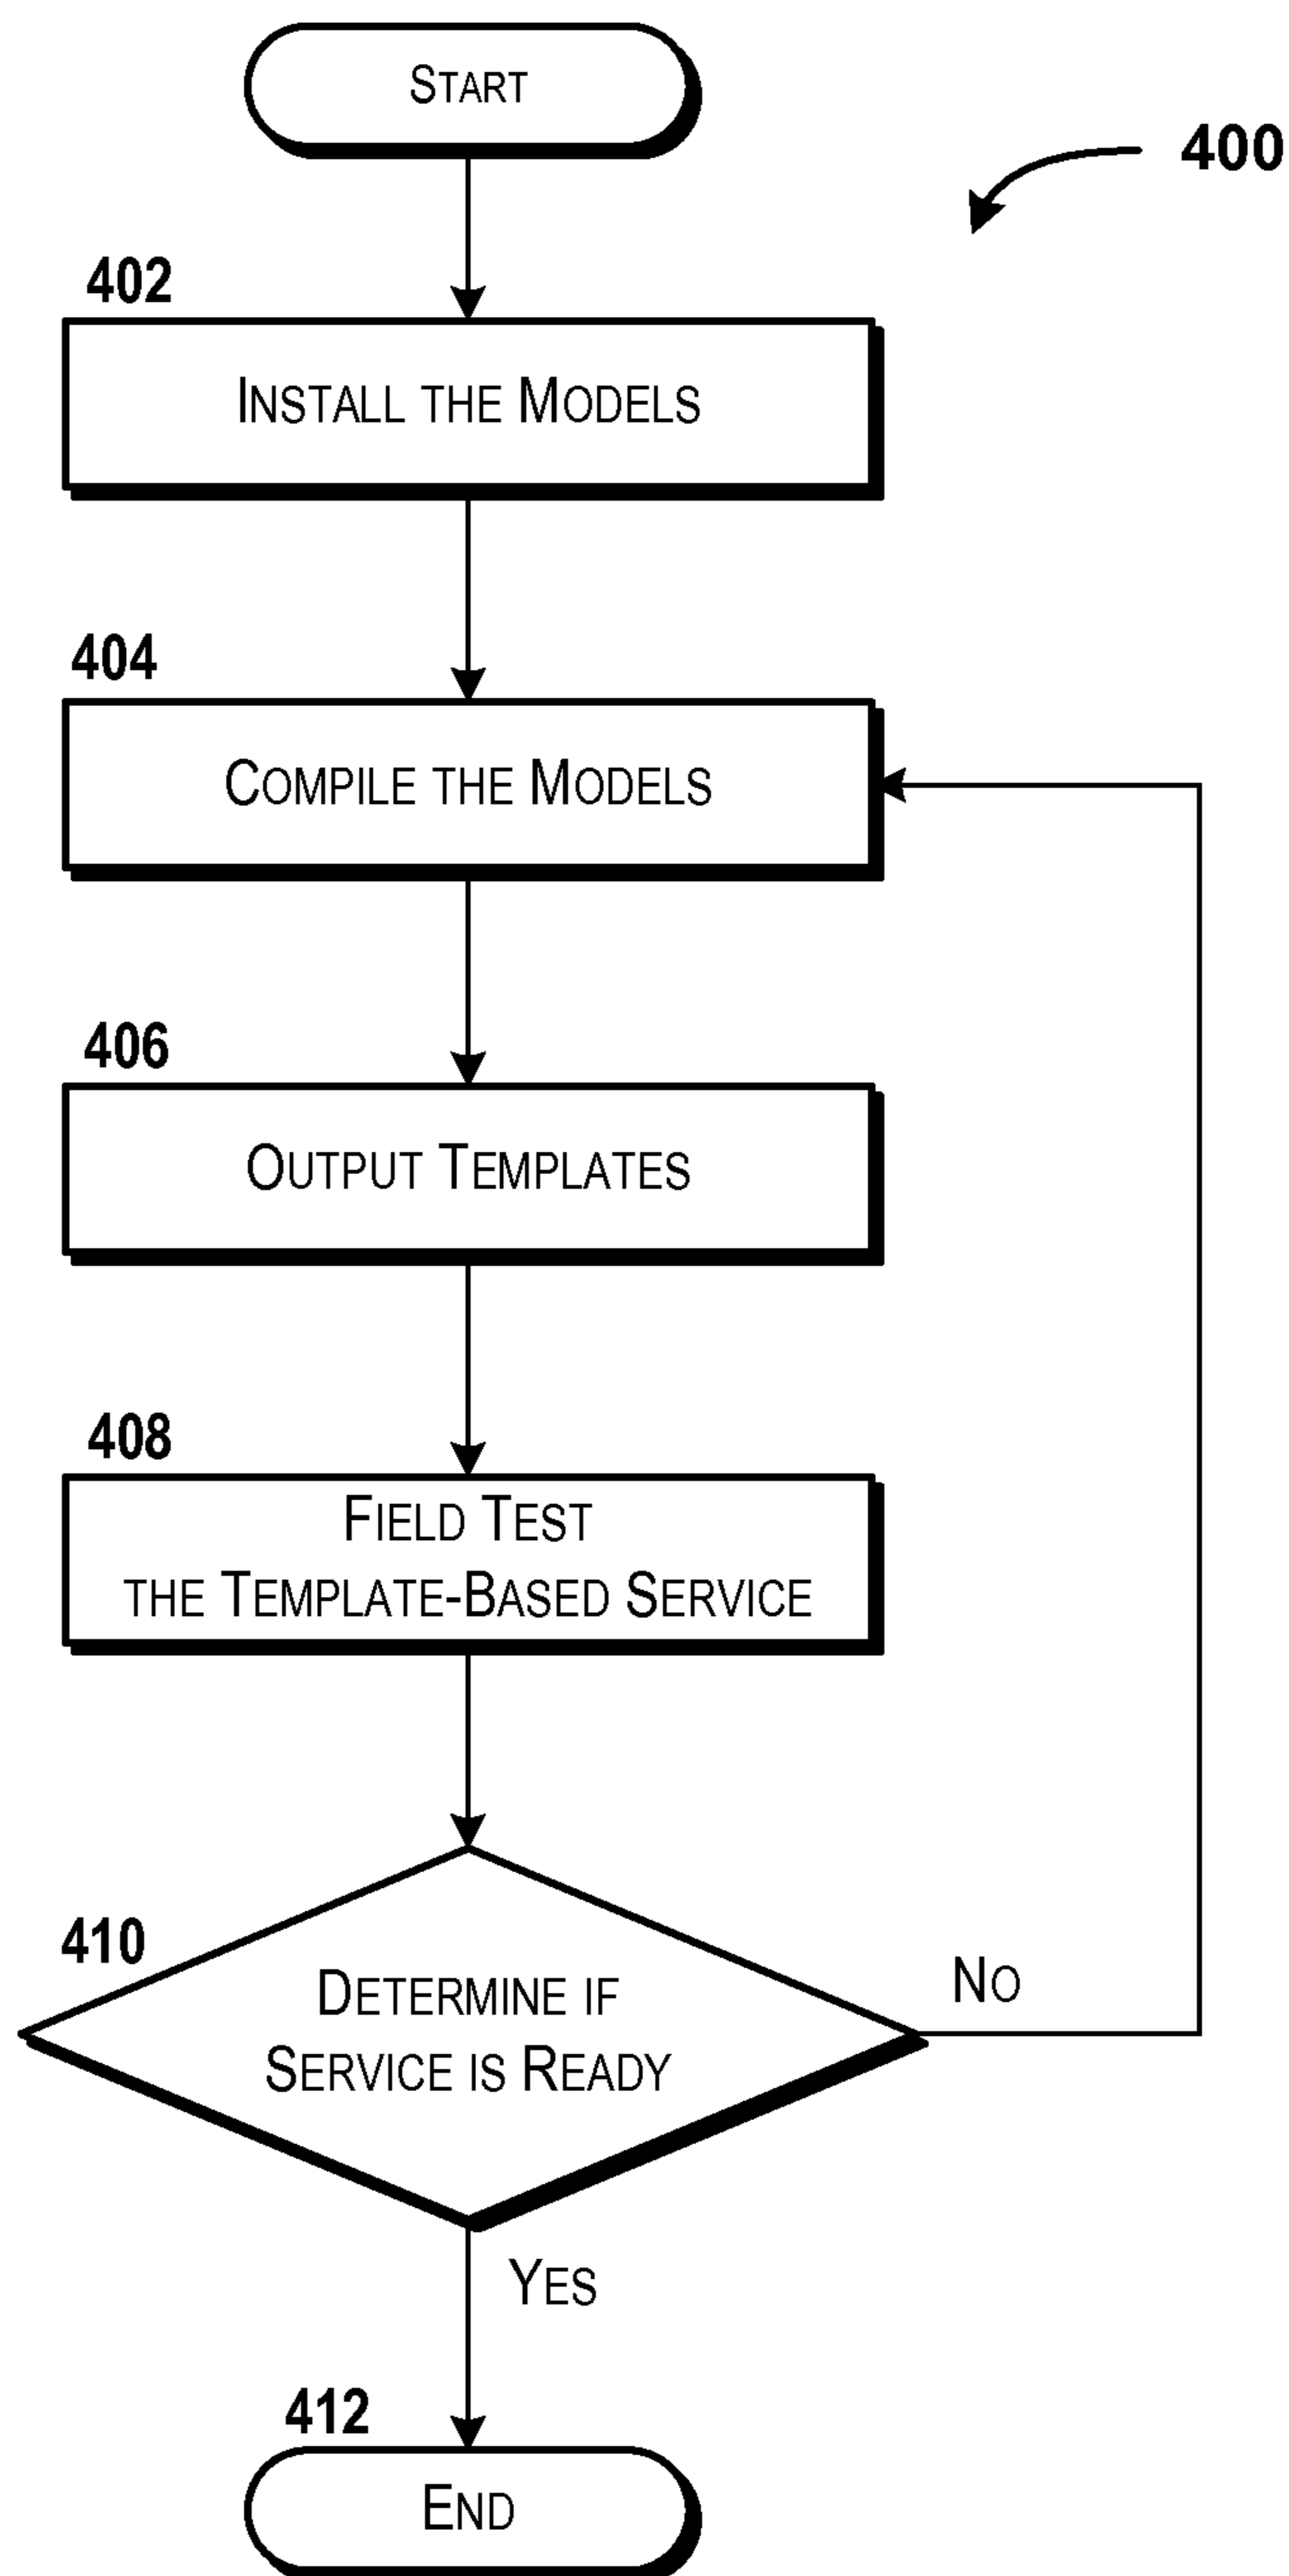 START
400
402
INSTALL THE MODELS
404
COMPILE THE MODELS
406
OUTPUT TEMPLATES
408
FIELD TEST
THE TEMPLATE-BASED SERVICE
410
DETERMINE IF
SERVICE IS READY
NO
YES
412
END